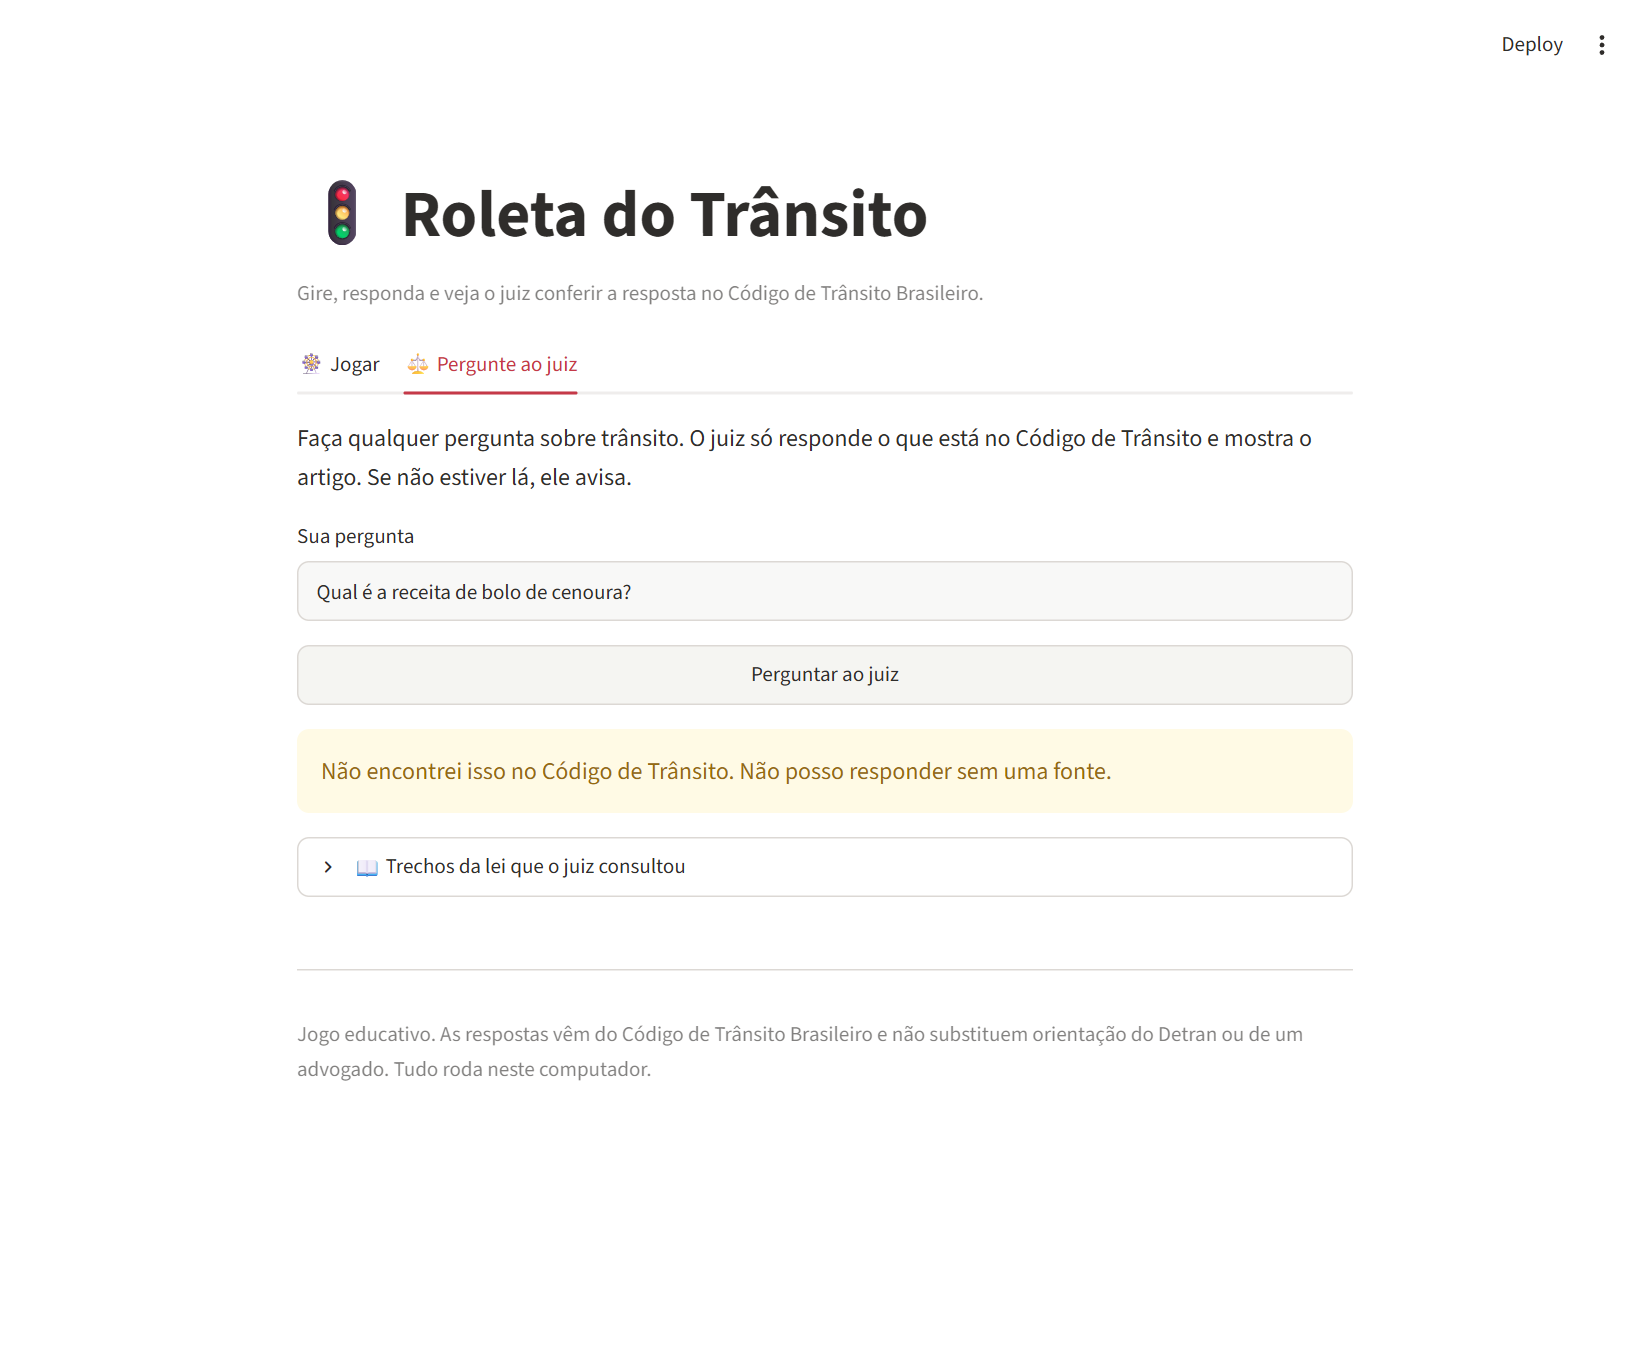 Deploy
Roleta do Trânsito
Gire, responda e veja o juiz conferir a resposta no Código de Trânsito Brasileiro.
Jogar
Pergunte ao juiz
Faça qualquer pergunta sobre trânsito. O juiz só responde o que está no Código de Trânsito e mostra o
artigo. Se não estiver lá, ele avisa.
Sua pergunta
Qual é a receita de bolo de cenoura?
Perguntar ao juiz
Não encontrei isso no Código de Trânsito. Não posso responder sem uma fonte.
Trechos da lei que o juiz consultou
Jogo educativo. As respostas vêm do Código de Trânsito Brasileiro e não substituem orientação do Detran ou de um
advogado. Tudo roda neste computador.